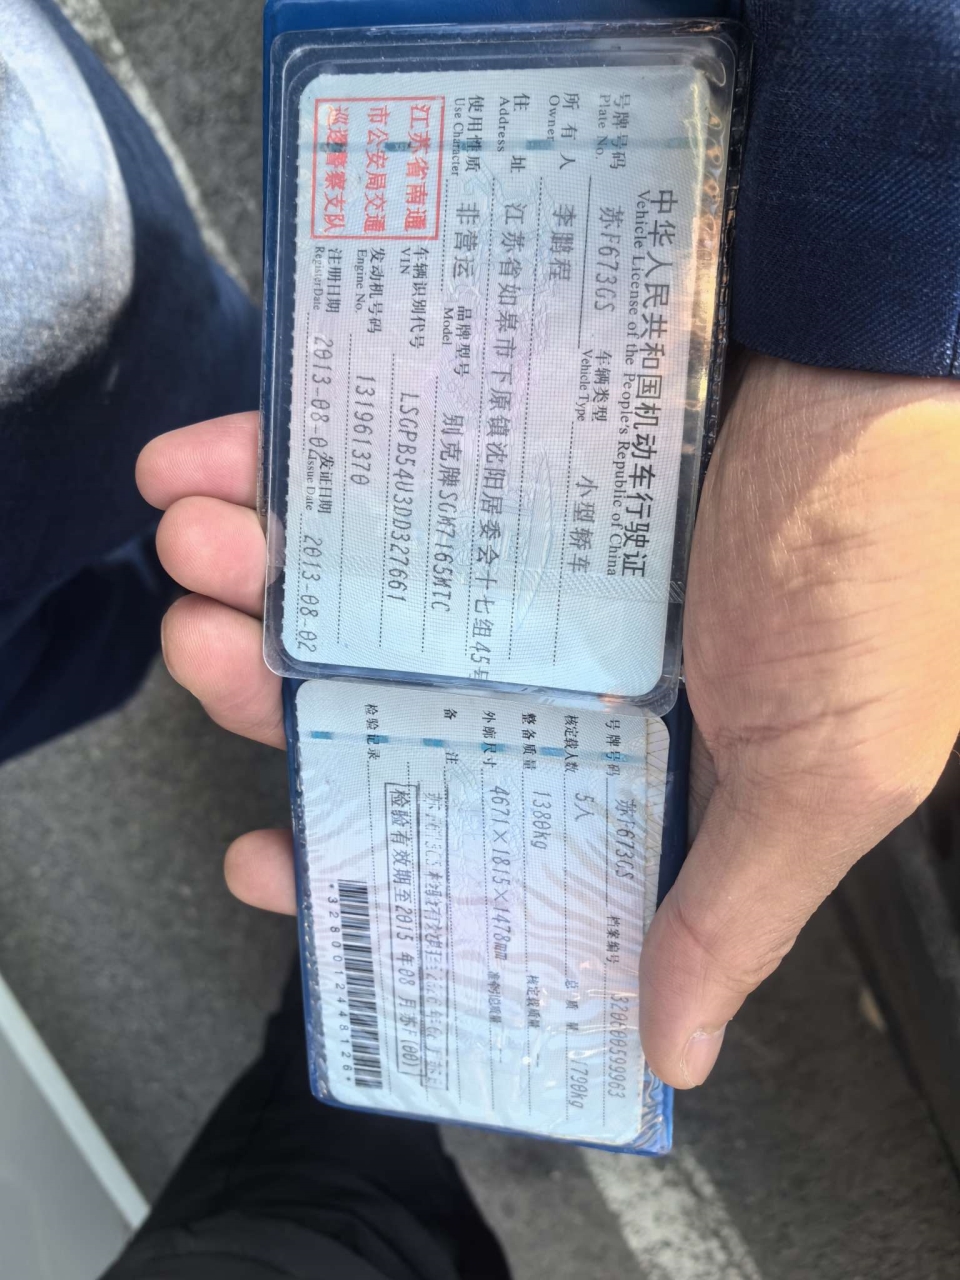 中华人民共和国机动车行驶证
Vehicle License of the People's Republic of China
号牌号码 苏F673GS 车辆类型 小型轿车
Plate No. Vehicle Type
所有人 李鹏程
Owner
住址 江苏省如皋市下原镇沈阳居委会十七组45号
Address
使用性质 非营运 品牌型号 别克牌SGM7165MTC
Use Character Model
江苏省南通
市公安局交通
巡逻警察支队
车辆识别代号 LSGPB54U3DD327661
VIN
发动机号码 131961370
Engine No.
注册日期 2013-08-02 发证日期 2013-08-02
Register Date Issue Date
号牌号码 苏F673GS 档案编号 320600599963
核定载人数 5人 总质量 1790kg
整备质量 1380kg 核定载质量 --
外廓尺寸 4671×1815×1478mm 准牵引总质量 --
备注
检验记录 检验有效期至2015年08月苏F(00)
*3280012448126*